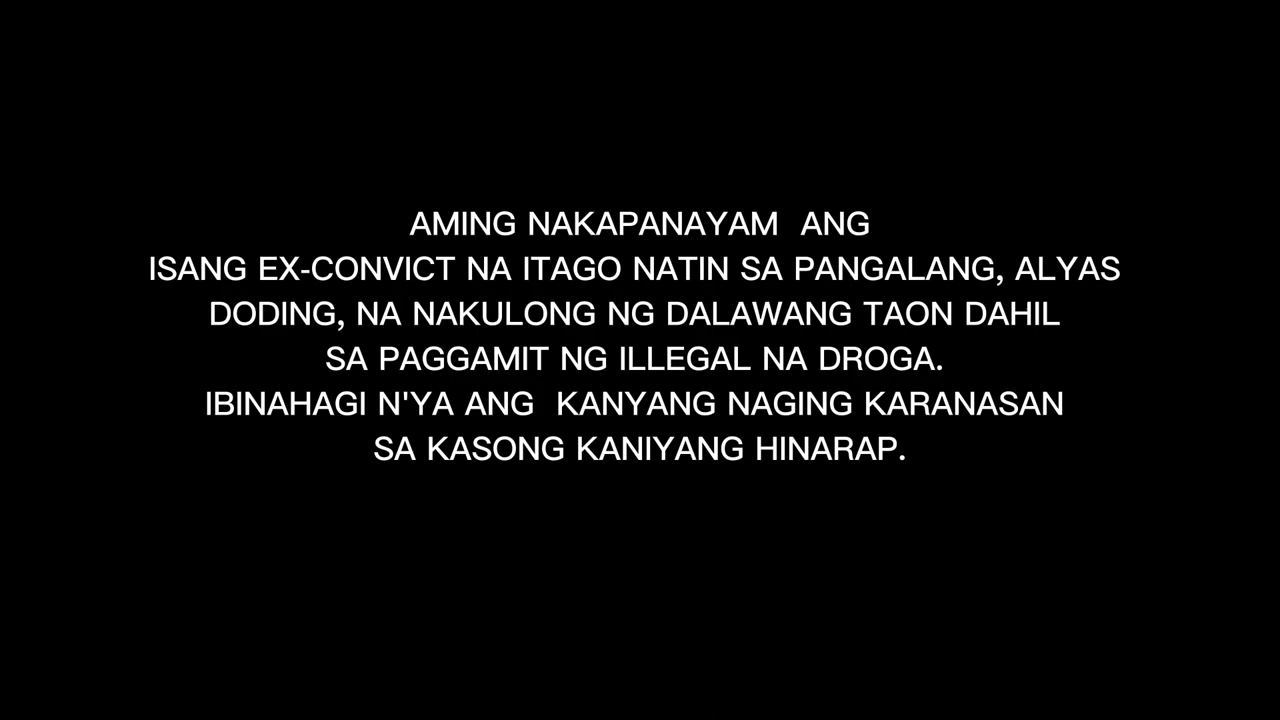 AMING NAKAPANAYAM  ANG
ISANG EX-CONVICT NA ITAGO NATIN SA PANGALANG, ALYAS
DODING, NA NAKULONG NG DALAWANG TAON DAHIL
SA PAGGAMIT NG ILLEGAL NA DROGA.
IBINAHAGI N'YA ANG  KANYANG NAGING KARANASAN
SA KASONG KANIYANG HINARAP.